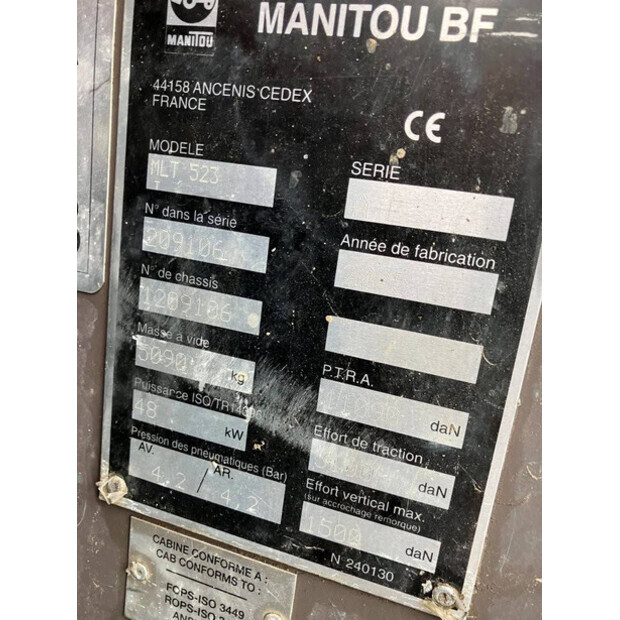 MANITOU
MANITOU BF
44158 ANCENIS CEDEX
FRANCE
CE
MODELE
MLT 523
N° dans la série
209106
N° de chassis
1209106
Masse à vide
5090
kg
Puissance ISO/TR
48
kW
Pression des pneumatiques (Bar)
AV. AR.
4.2 / 4.2
SERIE
Année de fabrication
P.T.R.A.
daN
Effort de traction
daN
Effort vertical max.
(sur accrochage remorque)
1500
daN
N 240130
CABINE CONFORME A :
CAB CONFORMS TO :
FOPS-ISO 3449
ROPS-ISO